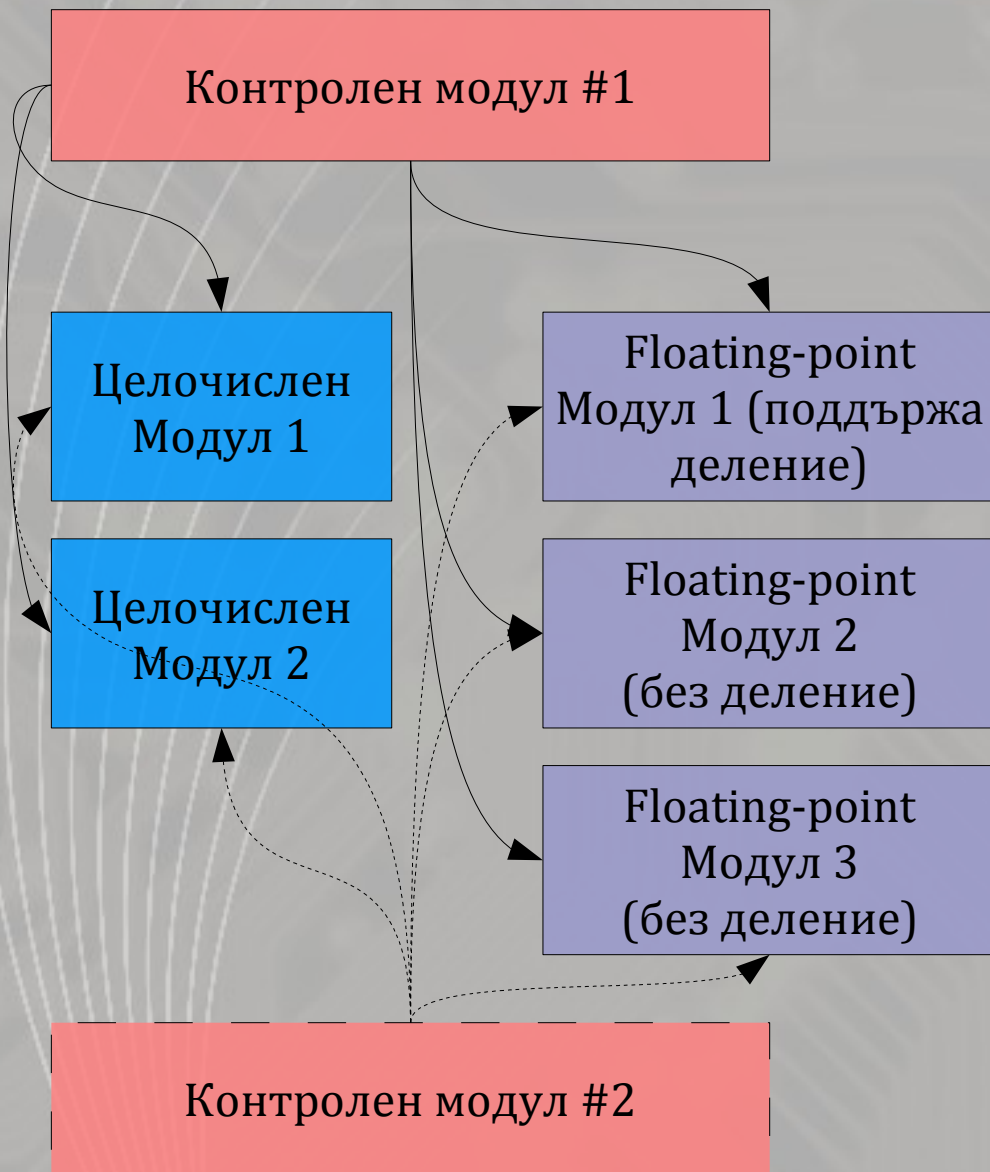 Контролен модул #1
Целочислен
Модул 1
Floating-point
Модул 1 (поддържа
деление)
Целочислен
Модул 2
Floating-point
Модул 2
(без деление)
Floating-point
Модул 3
(без деление)
Контролен модул #2